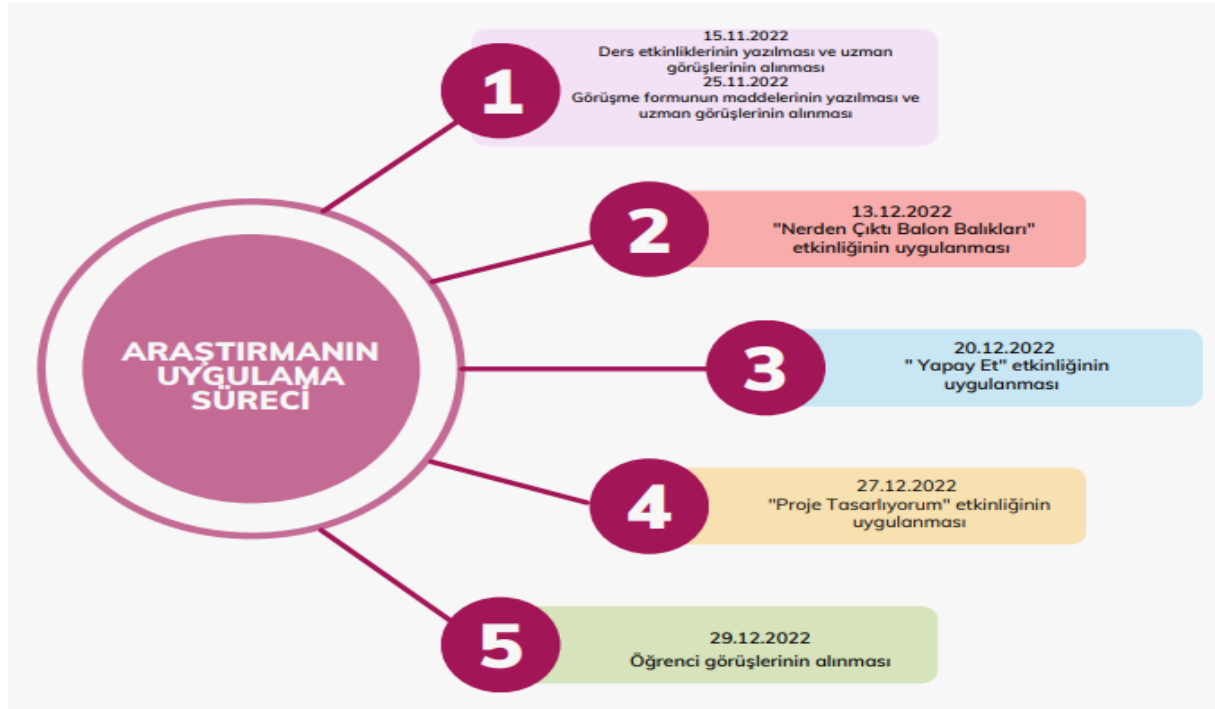 ARAŞTIRMANIN
UYGULAMA
SÜRECİ
1
15.11.2022
Ders etkinliklerinin yazılması ve uzman
görüşlerinin alınması
25.11.2022
Görüşme formunun maddelerinin yazılması ve
uzman görüşlerinin alınması
2
13.12.2022
"Nerden Çıktı Balon Balıkları"
etkinliğinin uygulanması
3
20.12.2022
" Yapay Et" etkinliğinin
uygulanması
4
27.12.2022
"Proje Tasarlıyorum" etkinliğinin
uygulanması
5
29.12.2022
Öğrenci görüşlerinin alınması